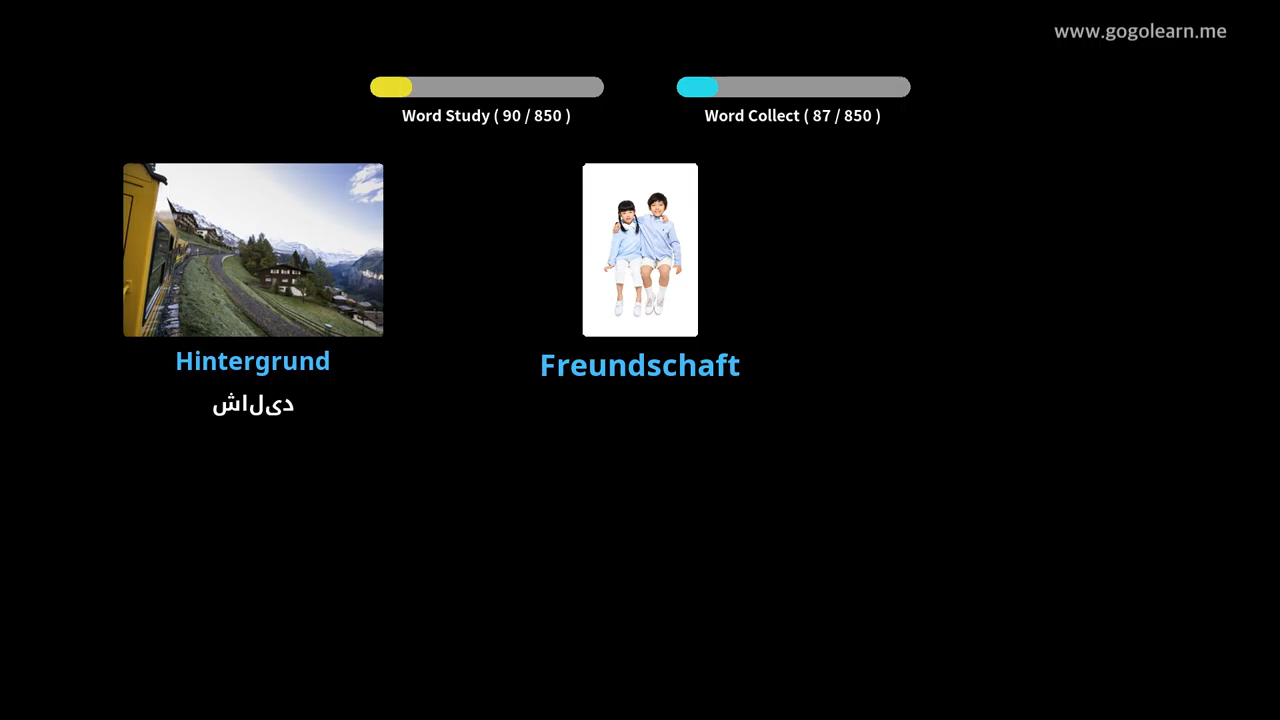 www.gogolearn.me
Word Study ( 90 / 850 )
Word Collect ( 87 / 850 )
Hintergrund
دیلاش
Freundschaft